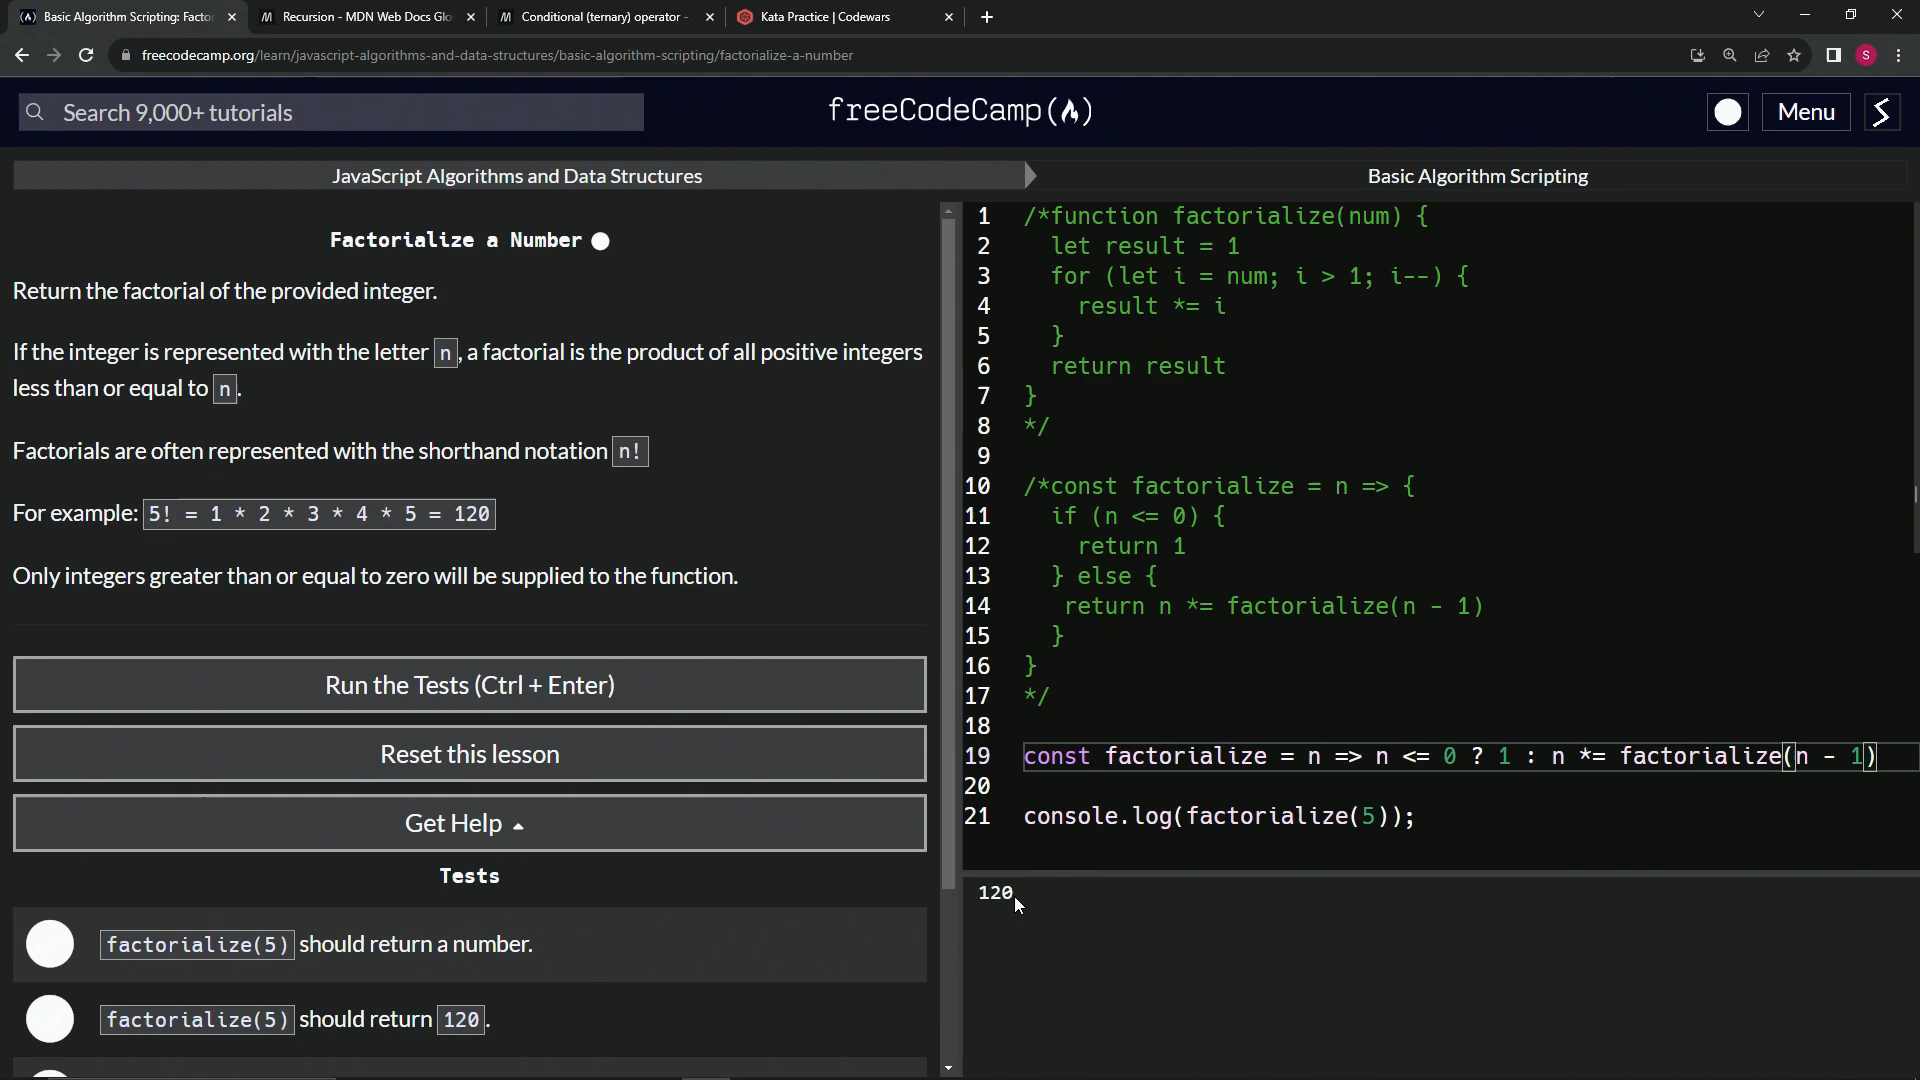 Basic Algorithm Scripting: Facto
Recursion - MDN Web Docs Glo
Conditional (ternary) operator -
Kata Practice | Codewars
freecodecamp.org/learn/javascript-algorithms-and-data-structures/basic-algorithm-scripting/factorialize-a-number
S
Search 9,000+ tutorials
freeCodeCamp
Menu
JavaScript Algorithms and Data Structures
Basic Algorithm Scripting
Factorialize a Number
Return the factorial of the provided integer.
If the integer is represented with the letter n, a factorial is the product of all positive integers
less than or equal to n.
Factorials are often represented with the shorthand notation n!
For example: 5! = 1 * 2 * 3 * 4 * 5 = 120
Only integers greater than or equal to zero will be supplied to the function.
Run the Tests (Ctrl + Enter)
Reset this lesson
Get Help
Tests
factorialize(5) should return a number.
factorialize(5) should return 120.
1 /*function factorialize(num) {
2 let result = 1
3 for (let i = num; i > 1; i--) {
4 result *= i
5 }
6 return result
7 }
8 */
9
10 /*const factorialize = n => {
11 if (n <= 0) {
12 return 1
13 } else {
14 return n *= factorialize(n - 1)
15 }
16 }
17 */
18
19 const factorialize = n => n <= 0 ? 1 : n *= factorialize(n - 1)
20
21 console.log(factorialize(5));
120